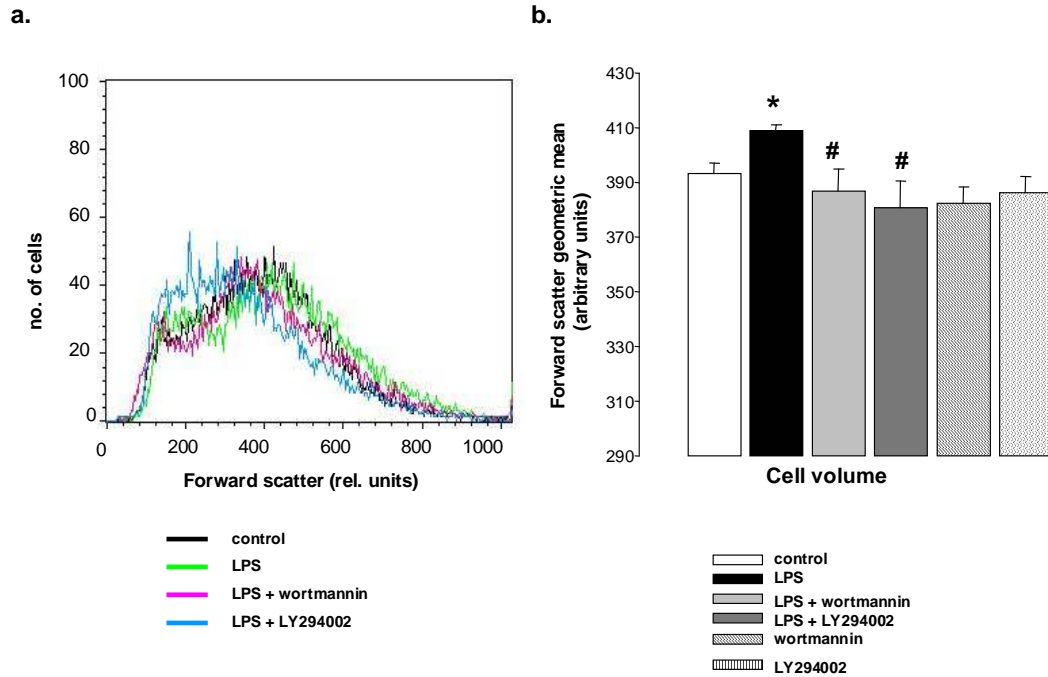 a.
100
80
60
40
20
0
no. of cells
0 200 400 600 800 1000
Forward scatter (rel. units)
control
LPS
LPS + wortmannin
LPS + LY294002
b.
430
410
390
370
350
330
310
290
Forward scatter geometric mean
(arbitrary units)
*
#
#
Cell volume
control
LPS
LPS + wortmannin
LPS + LY294002
wortmannin
LY294002